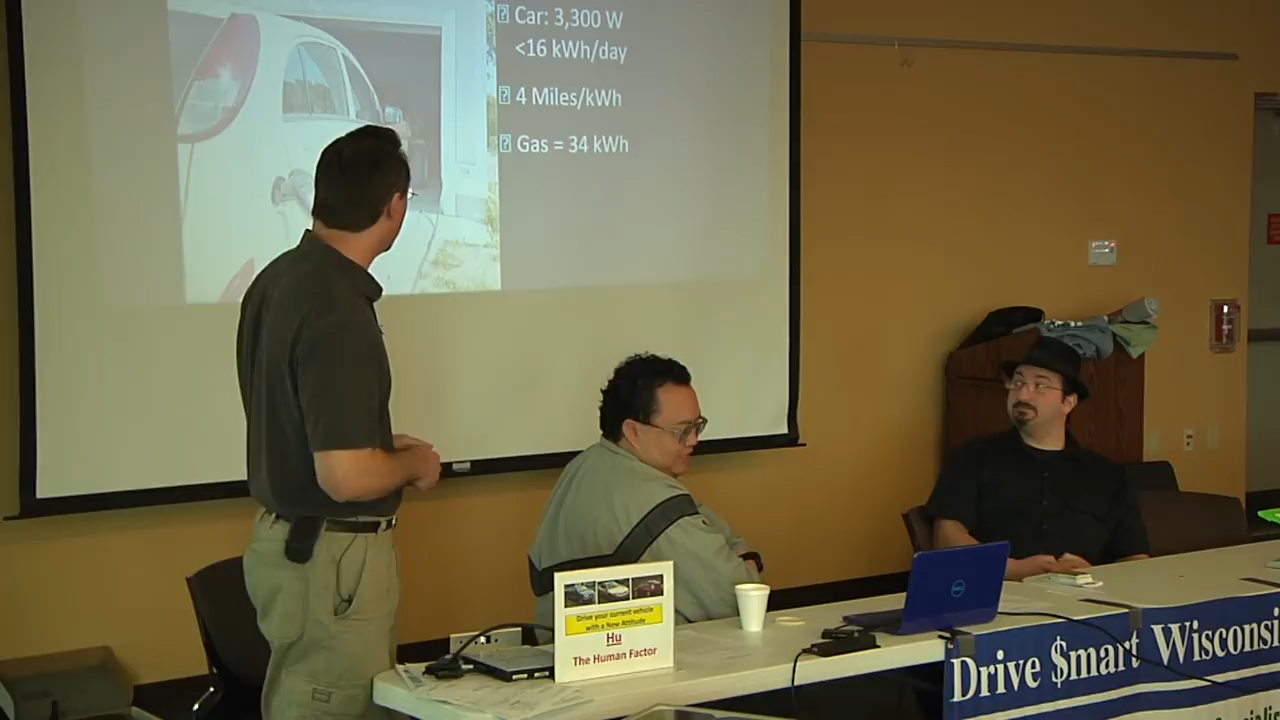 Car: 3,300 W
<16 kWh/day
4 Miles/kWh
Gas = 34 kWh
Drive your current vehicle
with a New Attitude
Hu
The Human Factor
DELL
Drive $mart Wisconsi